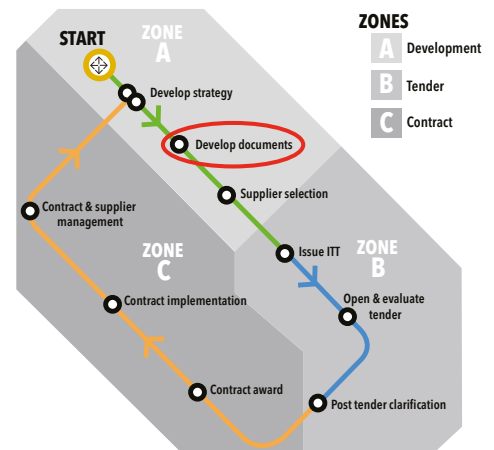 START
ZONE
A
ZONES
A Development
B Tender
C Contract
Develop strategy
Develop documents
Supplier selection
Issue ITT
ZONE
B
Open & evaluate
tender
Post tender clarification
Contract award
Contract implementation
ZONE
C
Contract & supplier
management